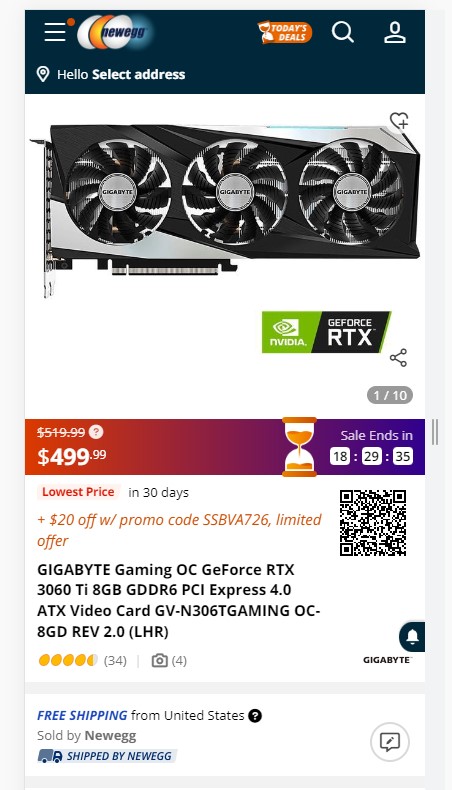 newegg
TODAY'S
DEALS
Hello Select address
GIGABYTE GIGABYTE GIGABYTE
NVIDIA.
GEFORCE
RTX
1 / 10
$519.99 ?
$499.99
Sale Ends in
18 : 29 : 35
Lowest Price in 30 days
+ $20 off w/ promo code SSBVA726, limited
offer
GIGABYTE Gaming OC GeForce RTX
3060 Ti 8GB GDDR6 PCI Express 4.0
ATX Video Card GV-N306TGAMING OC-
8GD REV 2.0 (LHR)
(34) | (4)
GIGABYTE
FREE SHIPPING from United States ?
Sold by Newegg
SHIPPED BY NEWEGG